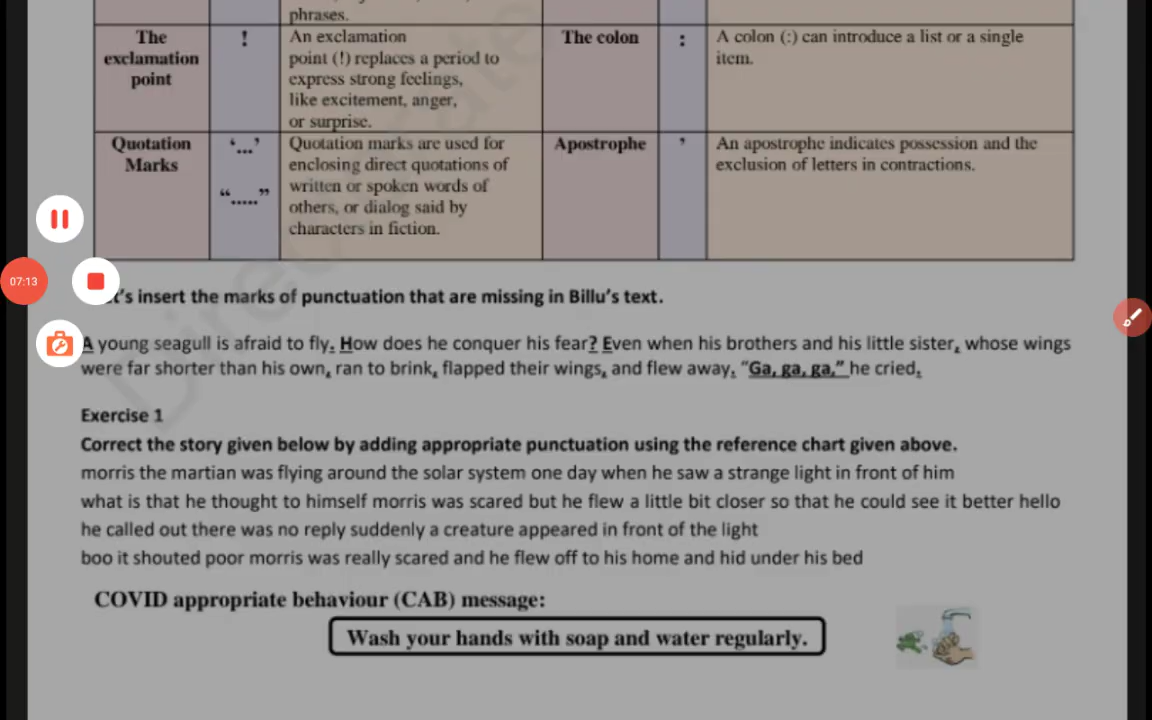 phrases.
The exclamation point
!
An exclamation
point (!) replaces a period to
express strong feelings,
like excitement, anger,
or surprise.
The colon
:
A colon (:) can introduce a list or a single
item.
Quotation Marks
‘...’
“.....”
Quotation marks are used for
enclosing direct quotations of
written or spoken words of
others, or dialog said by
characters in fiction.
Apostrophe
’
An apostrophe indicates possession and the
exclusion of letters in contractions.
07:13
t’s insert the marks of punctuation that are missing in Billu’s text.
A young seagull is afraid to fly. How does he conquer his fear? Even when his brothers and his little sister, whose wings
were far shorter than his own, ran to brink, flapped their wings, and flew away. “Ga, ga, ga,” he cried.
Exercise 1
Correct the story given below by adding appropriate punctuation using the reference chart given above.
morris the martian was flying around the solar system one day when he saw a strange light in front of him
what is that he thought to himself morris was scared but he flew a little bit closer so that he could see it better hello
he called out there was no reply suddenly a creature appeared in front of the light
boo it shouted poor morris was really scared and he flew off to his home and hid under his bed
COVID appropriate behaviour (CAB) message:
Wash your hands with soap and water regularly.